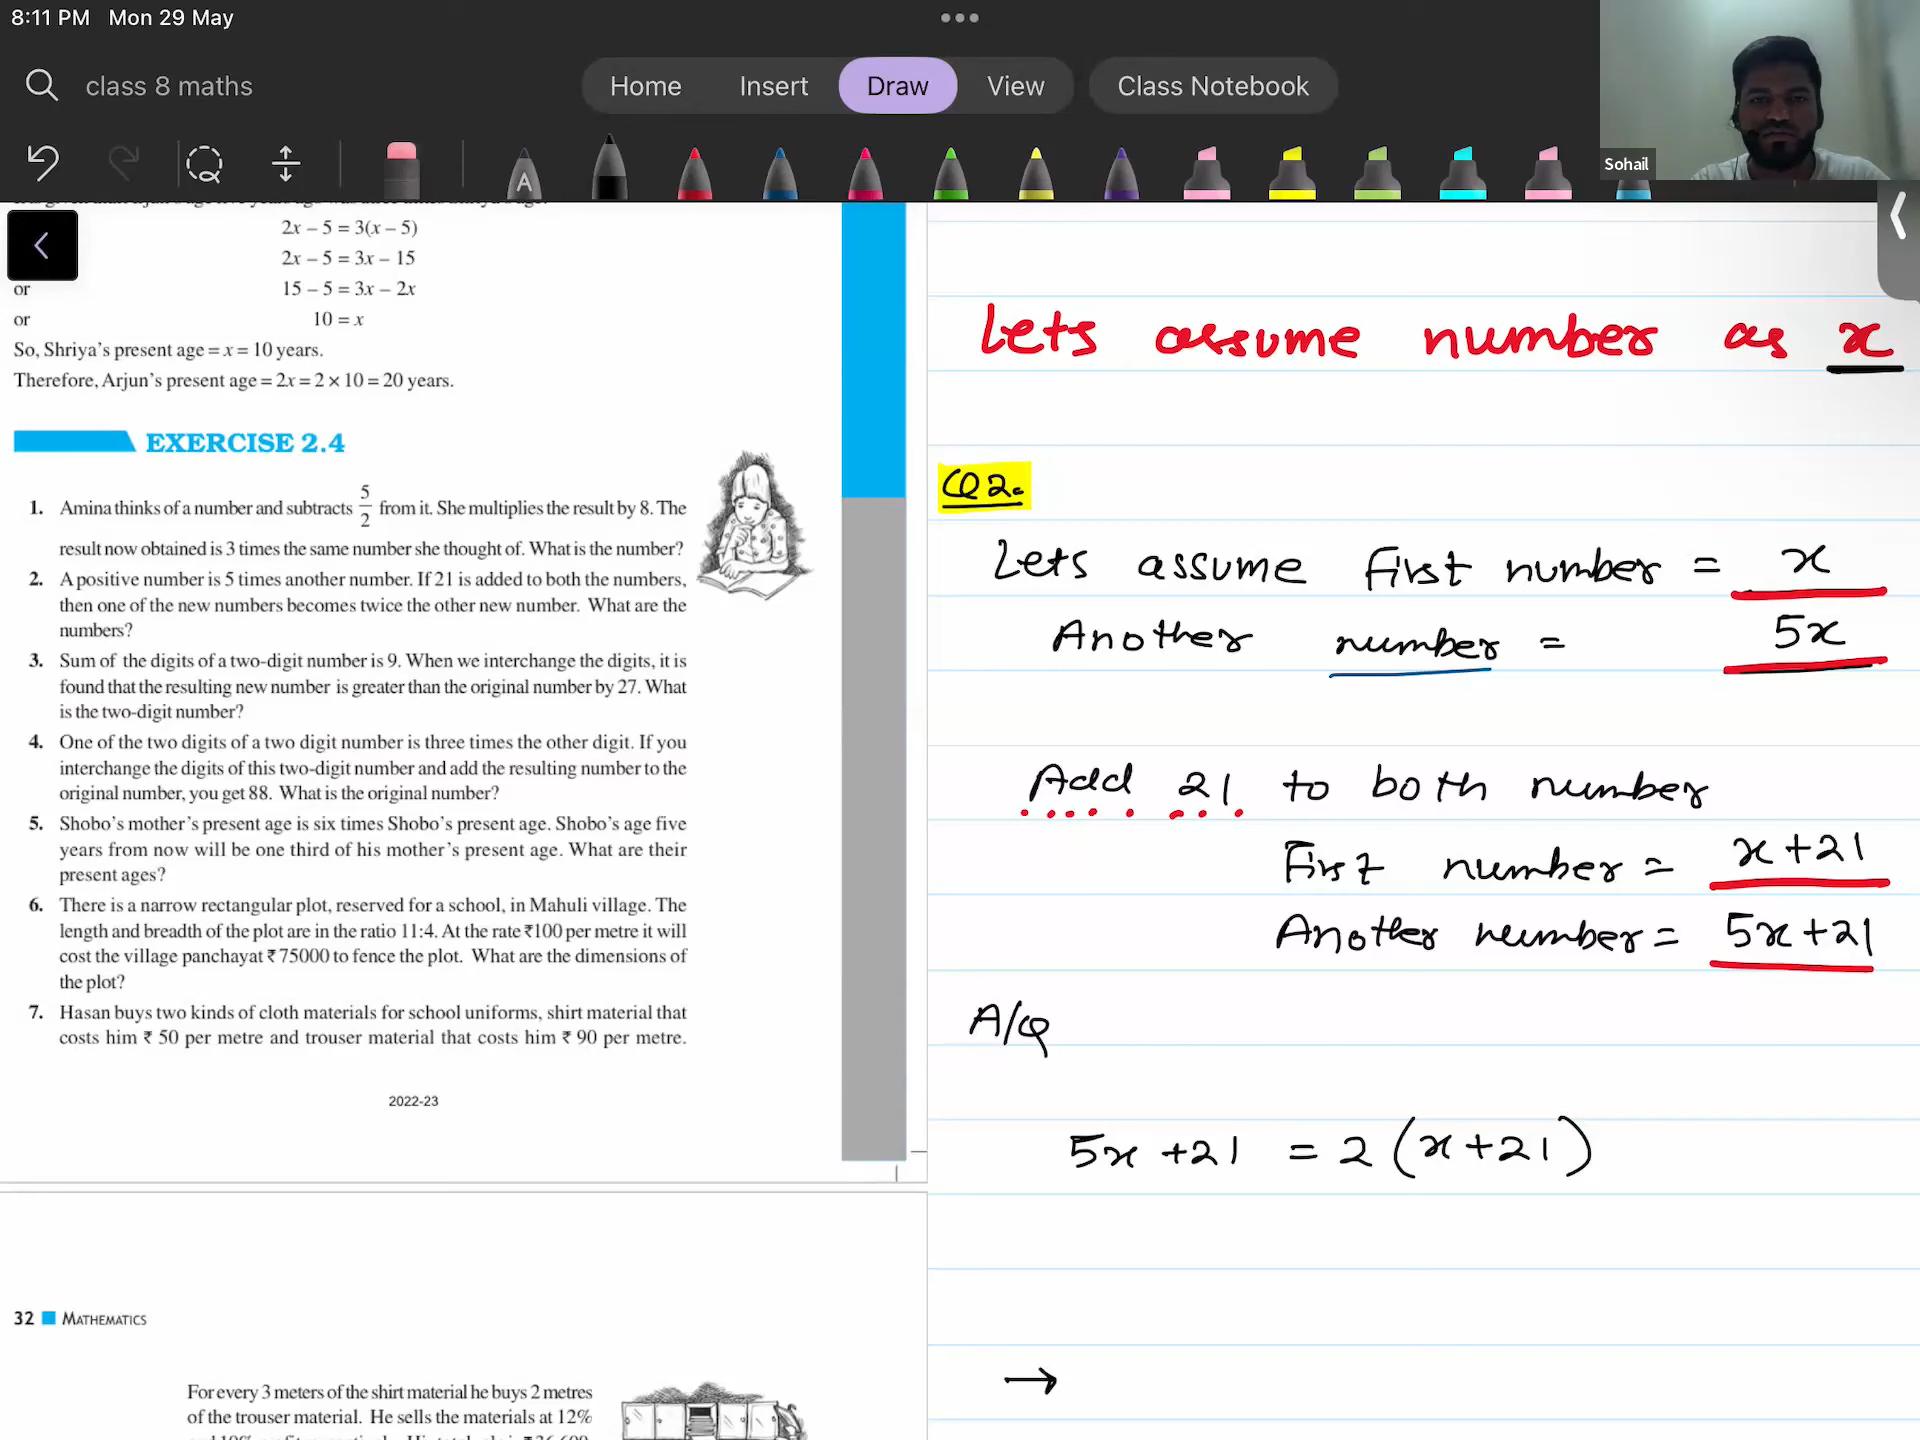 8:11 PM Mon 29 May
class 8 maths
Home Insert Draw View Class Notebook
A
Sohail
2x – 5 = 3(x – 5)
2x – 5 = 3x – 15
or 15 – 5 = 3x – 2x
or 10 = x
So, Shriya's present age = x = 10 years.
Therefore, Arjun's present age = 2x = 2 × 10 = 20 years.
EXERCISE 2.4
1. Amina thinks of a number and subtracts 5/2 from it. She multiplies the result by 8. The
result now obtained is 3 times the same number she thought of. What is the number?
2. A positive number is 5 times another number. If 21 is added to both the numbers,
then one of the new numbers becomes twice the other new number. What are the
numbers?
3. Sum of the digits of a two-digit number is 9. When we interchange the digits, it is
found that the resulting new number is greater than the original number by 27. What
is the two-digit number?
4. One of the two digits of a two digit number is three times the other digit. If you
interchange the digits of this two-digit number and add the resulting number to the
original number, you get 88. What is the original number?
5. Shobo's mother's present age is six times Shobo's present age. Shobo's age five
years from now will be one third of his mother's present age. What are their
present ages?
6. There is a narrow rectangular plot, reserved for a school, in Mahuli village. The
length and breadth of the plot are in the ratio 11:4. At the rate ₹100 per metre it will
cost the village panchayat ₹ 75000 to fence the plot. What are the dimensions of
the plot?
7. Hasan buys two kinds of cloth materials for school uniforms, shirt material that
costs him ₹ 50 per metre and trouser material that costs him ₹ 90 per metre.
2022-23
32 MATHEMATICS
For every 3 meters of the shirt material he buys 2 metres
of the trouser material. He sells the materials at 12%
Lets assume number as x
Q2.
Lets assume First number = x
Another number = 5x
Add 21 to both number
First number = x+21
Another number = 5x+21
A/Q
5x +21 = 2 (x+21)
→